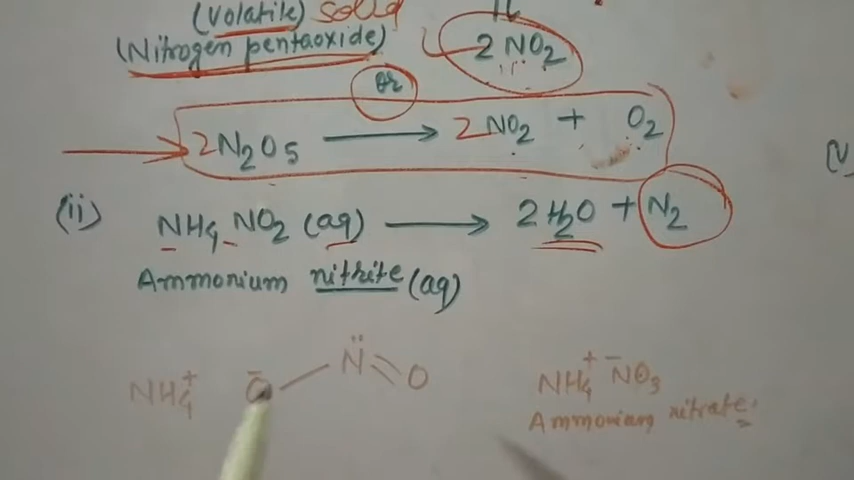 (Volatile) solid
(Nitrogen pentaoxide)
2 NO2
or
2N2O5 → 2NO2 + O2
(ii) NH4 NO2 (aq) → 2H2O + N2
Ammonium nitrite (aq)
NH4+ Ō – N̈ = O
NH4+ ‾NO3
Ammonium nitrate.